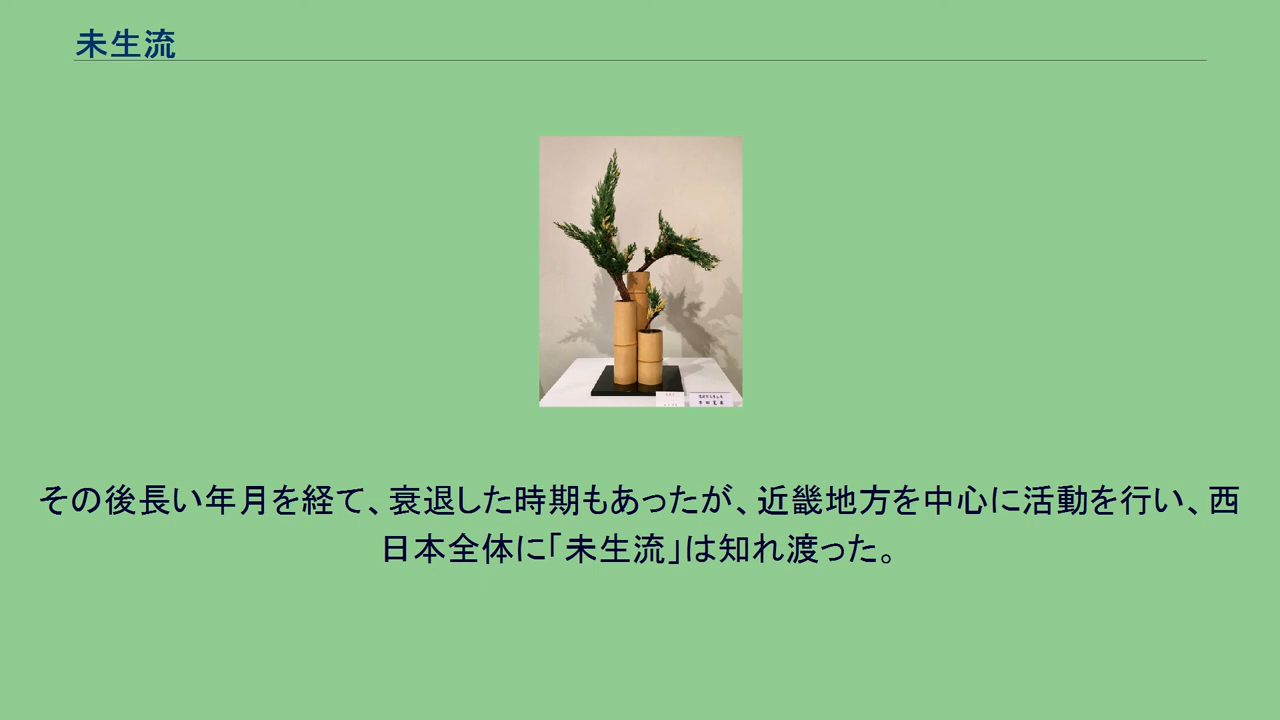 未生流
その後長い年月を経て、衰退した時期もあったが、近畿地方を中心に活動を行い、西
日本全体に「未生流」は知れ渡った。